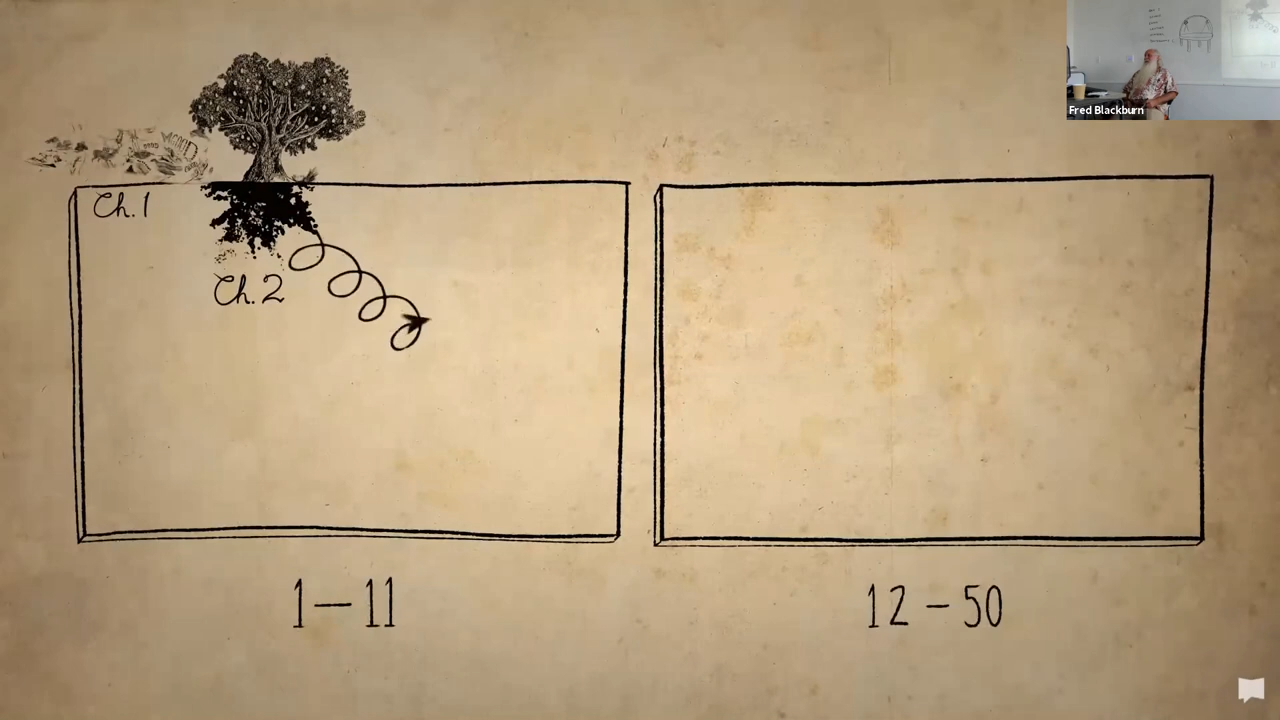 Fred Blackburn
Ch. 1
Ch. 2
1 – 11
12 – 50